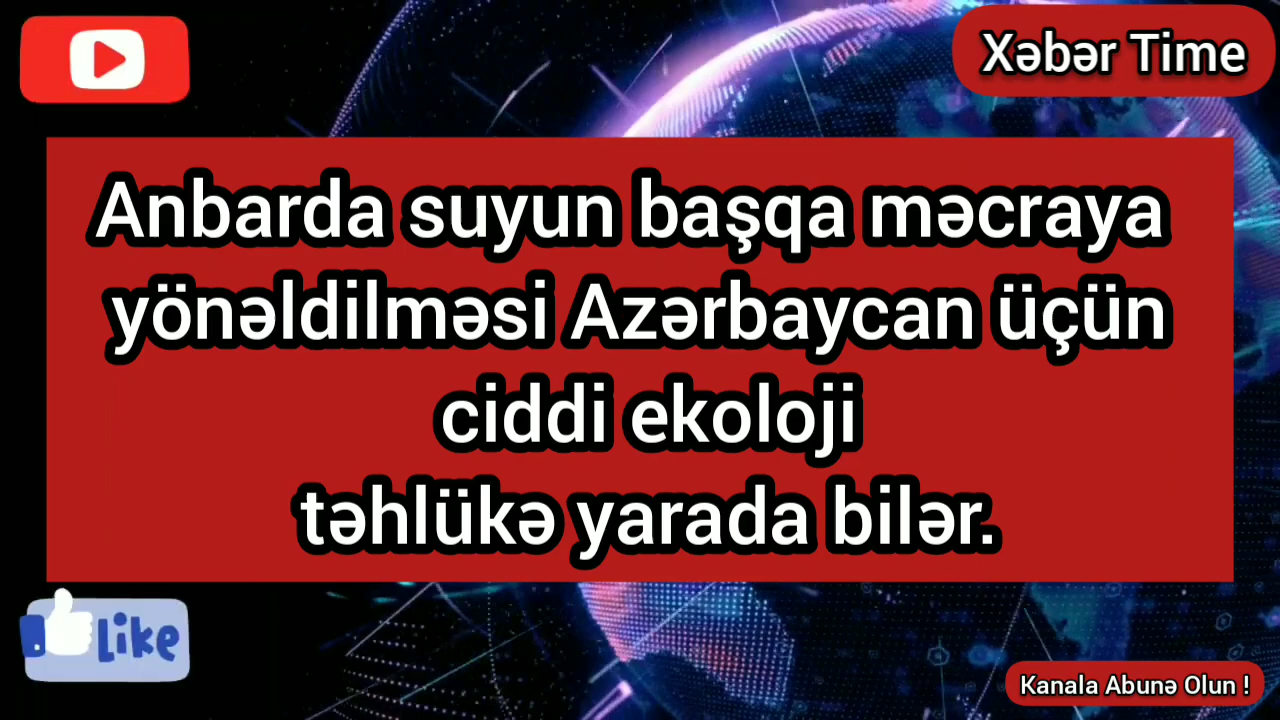 Xəbər Time
Anbarda suyun başqa məcraya
yönəldilməsi Azərbaycan üçün
ciddi ekoloji
təhlükə yarada bilər.
Like
Kanala Abunə Olun !